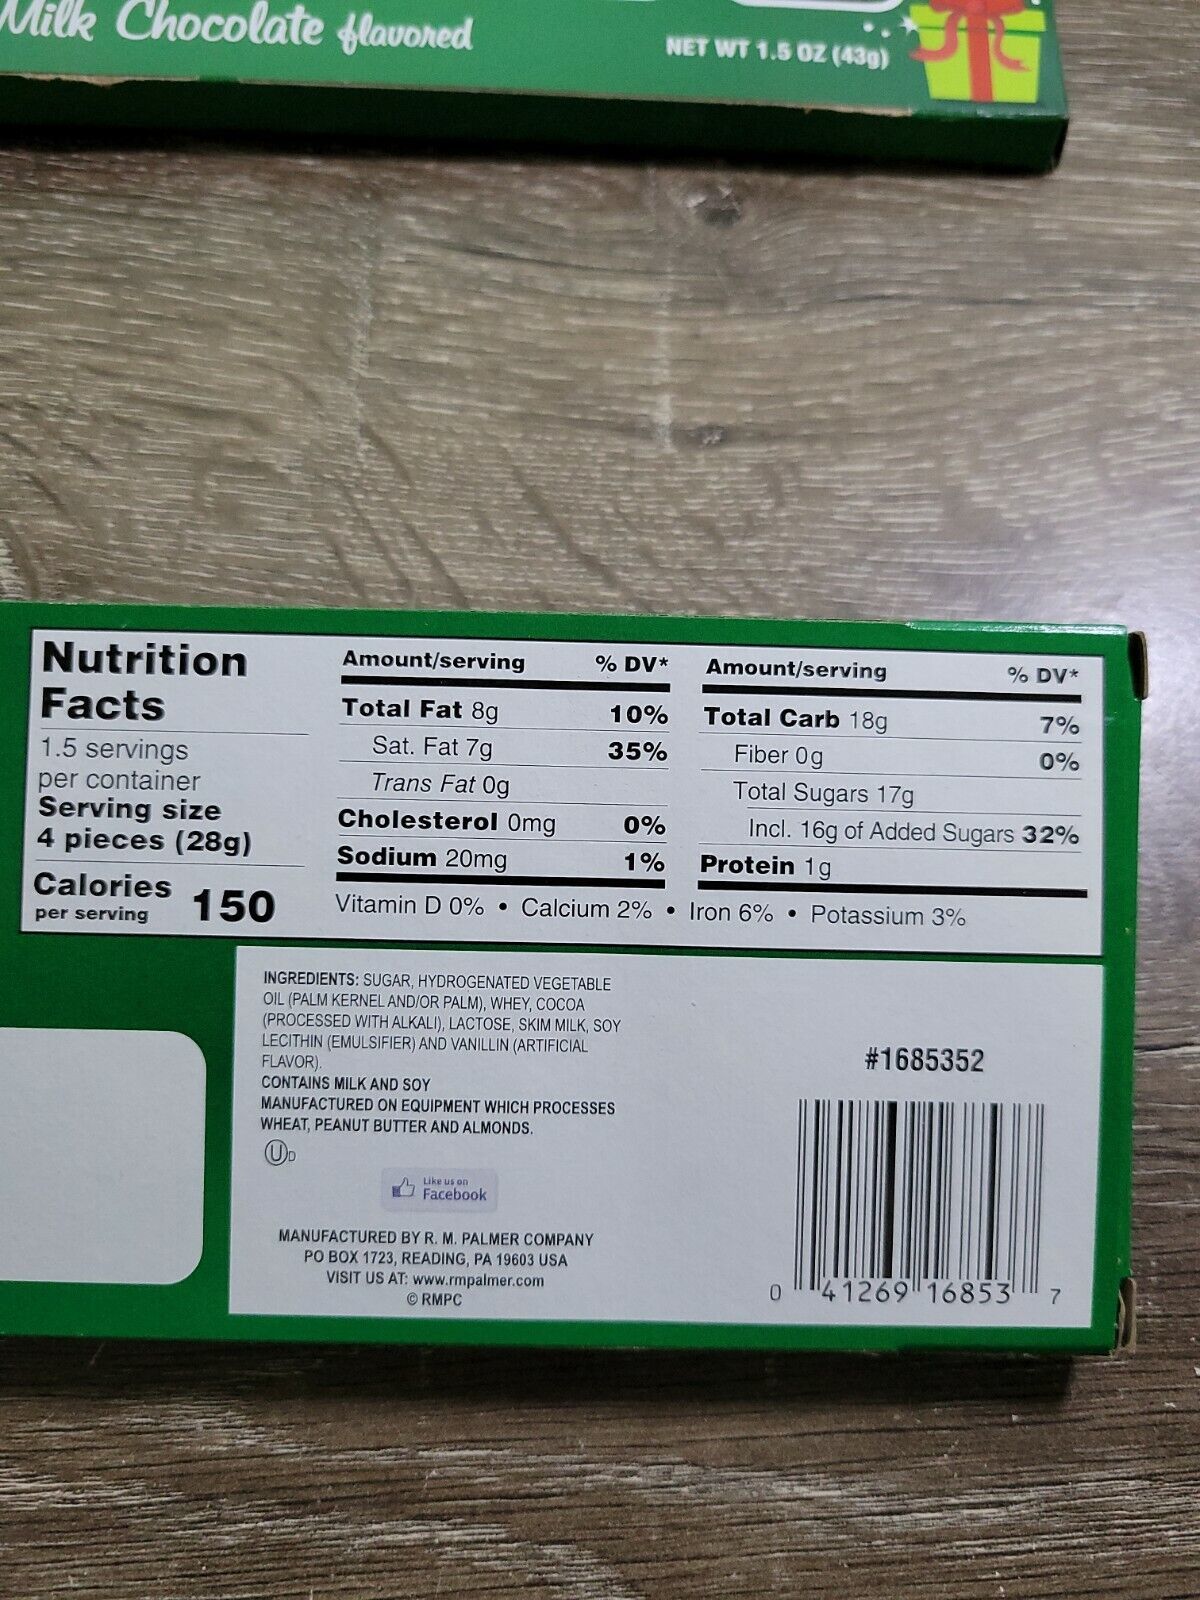 Milk Chocolate flavored
NET WT 1.5 OZ (43g)
Nutrition
Facts
1.5 servings
per container
Serving size
4 pieces (28g)
Calories
per serving 150
Amount/serving % DV*
Total Fat 8g 10%
Sat. Fat 7g 35%
Trans Fat 0g
Cholesterol 0mg 0%
Sodium 20mg 1%
Amount/serving % DV*
Total Carb 18g 7%
Fiber 0g 0%
Total Sugars 17g
Incl. 16g of Added Sugars 32%
Protein 1g
Vitamin D 0% • Calcium 2% • Iron 6% • Potassium 3%
INGREDIENTS: SUGAR, HYDROGENATED VEGETABLE
OIL (PALM KERNEL AND/OR PALM), WHEY, COCOA
(PROCESSED WITH ALKALI), LACTOSE, SKIM MILK, SOY
LECITHIN (EMULSIFIER) AND VANILLIN (ARTIFICIAL
FLAVOR).
CONTAINS MILK AND SOY
MANUFACTURED ON EQUIPMENT WHICH PROCESSES
WHEAT, PEANUT BUTTER AND ALMONDS.
U D
Like us on
Facebook
MANUFACTURED BY R. M. PALMER COMPANY
PO BOX 1723, READING, PA 19603 USA
VISIT US AT: www.rmpalmer.com
© RMPC
#1685352
0 41269 16853 7